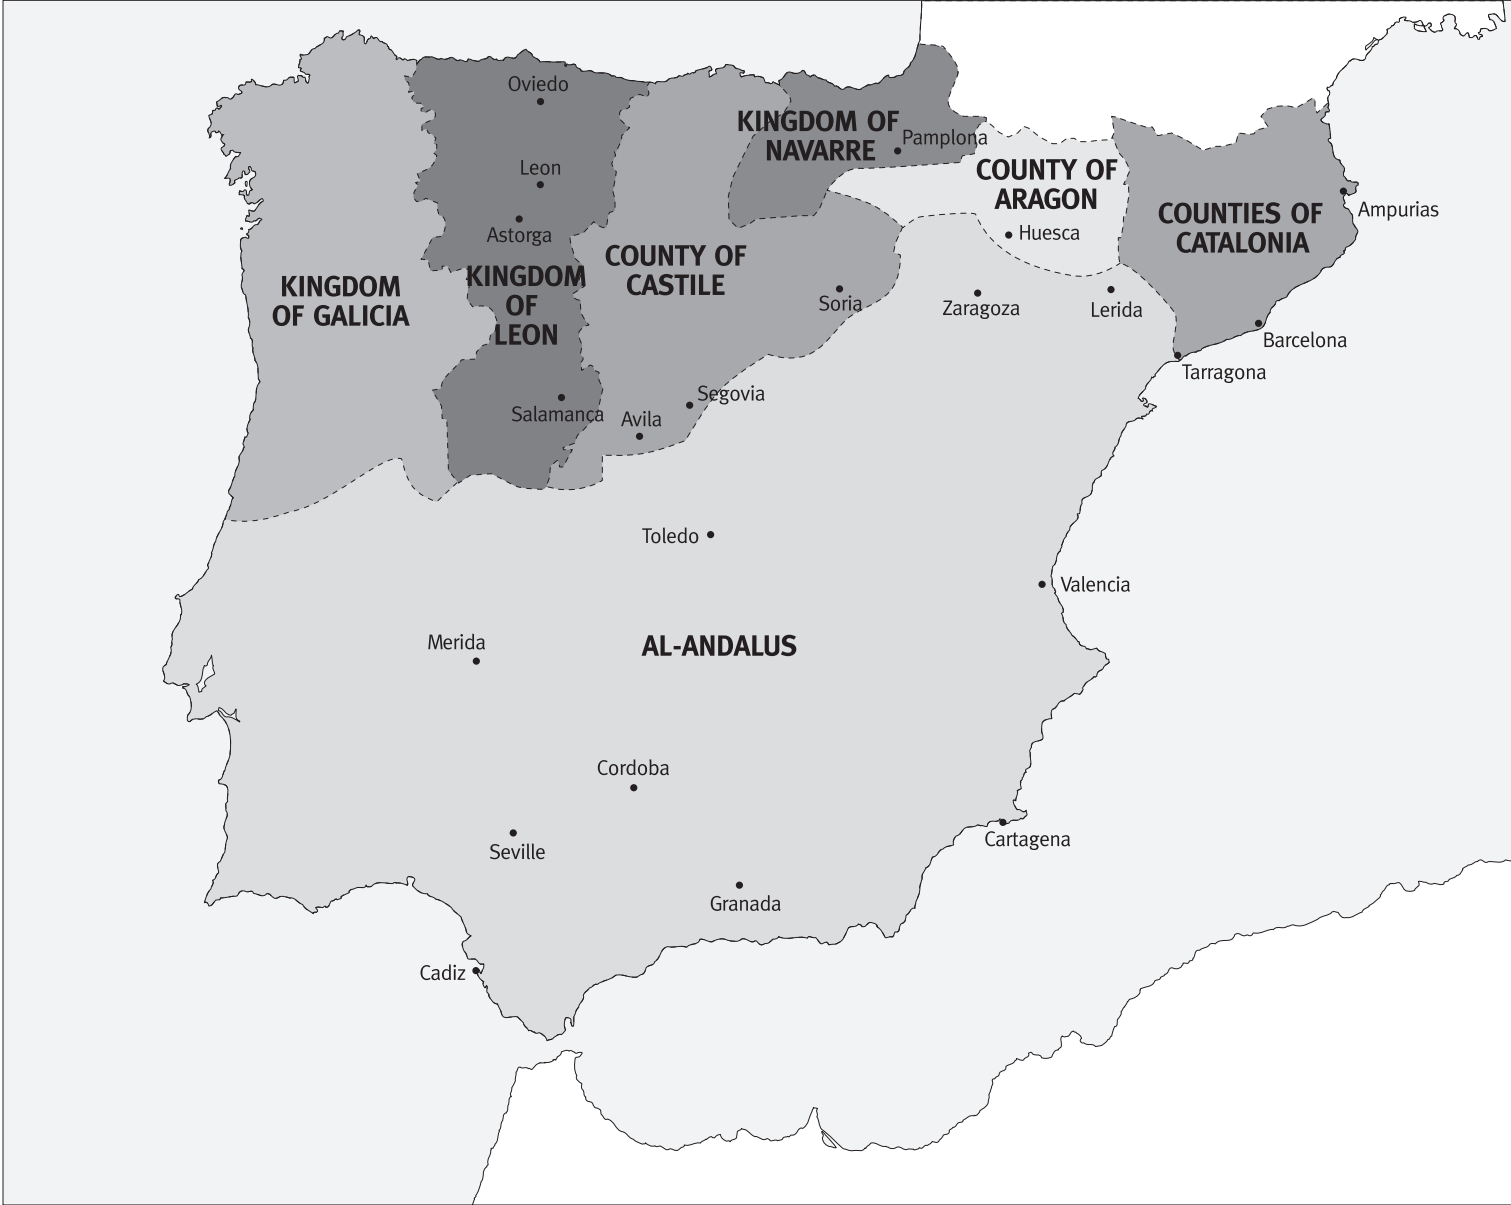 Oviedo
Leon
Astorga
KINGDOM OF
NAVARRE
Pamplona
COUNTY OF
ARAGON
Huesca
COUNTIES OF
CATALONIA
Ampurias
KINGDOM
OF GALICIA
KINGDOM
OF
LEON
COUNTY OF
CASTILE
Soria
Zaragoza
Lerida
Barcelona
Tarragona
Salamanca
Avila
Segovia
Toledo
Valencia
Merida
AL-ANDALUS
Cordoba
Seville
Cartagena
Granada
Cadiz